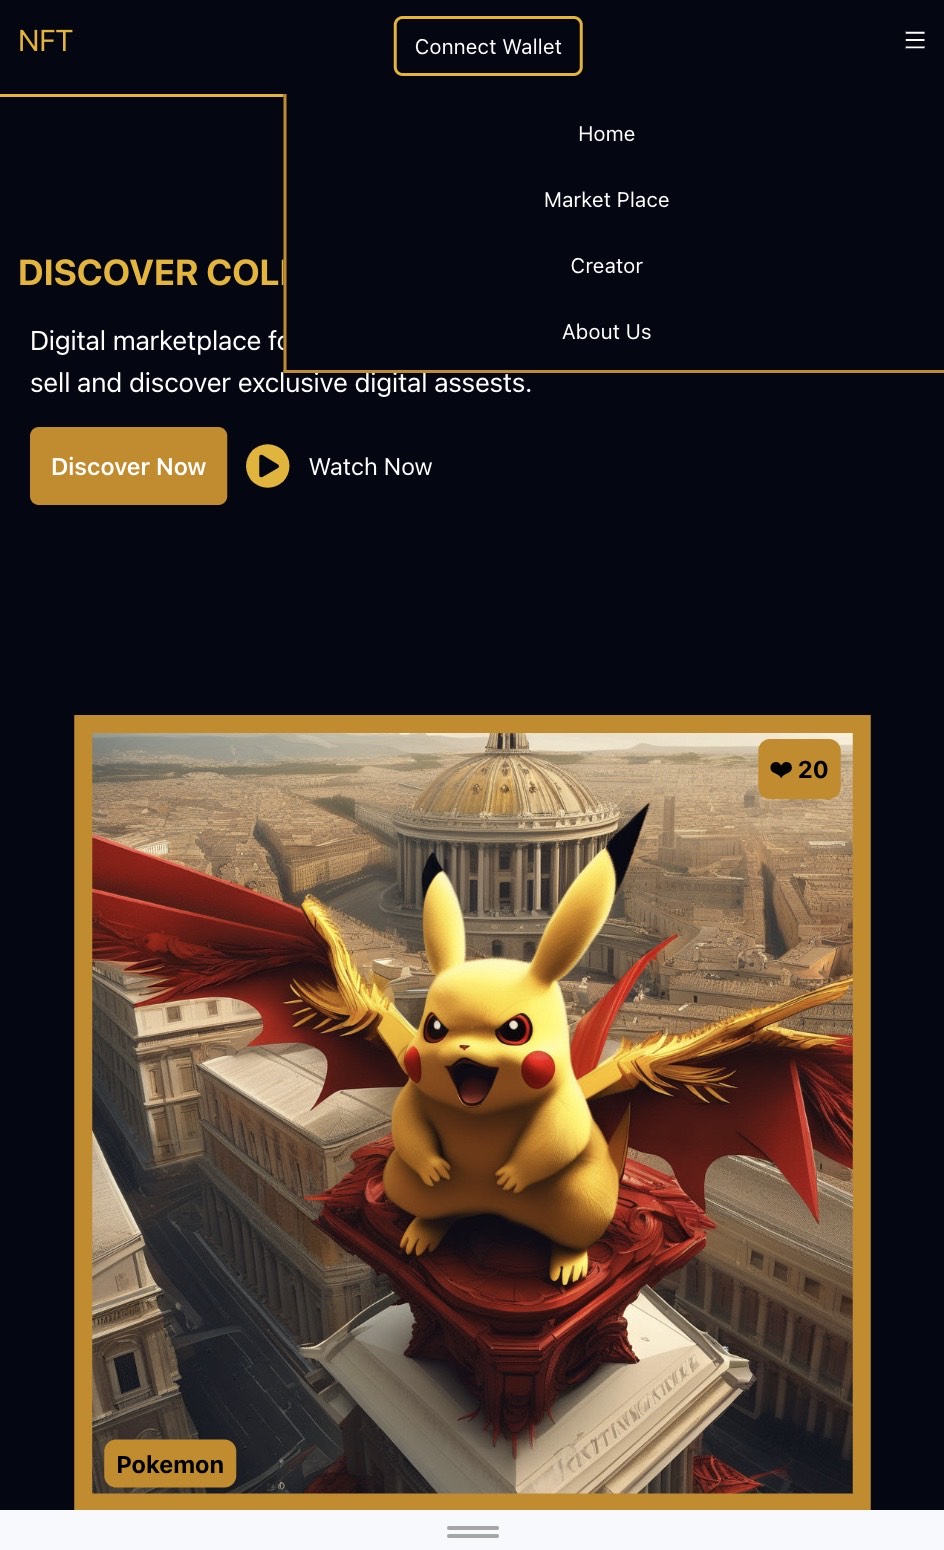 NFT
Connect Wallet
Home
Market Place
Creator
About Us
DISCOVER COL
Digital marketplace fo
sell and discover exclusive digital assests.
Discover Now
Watch Now
❤ 20
Pokemon